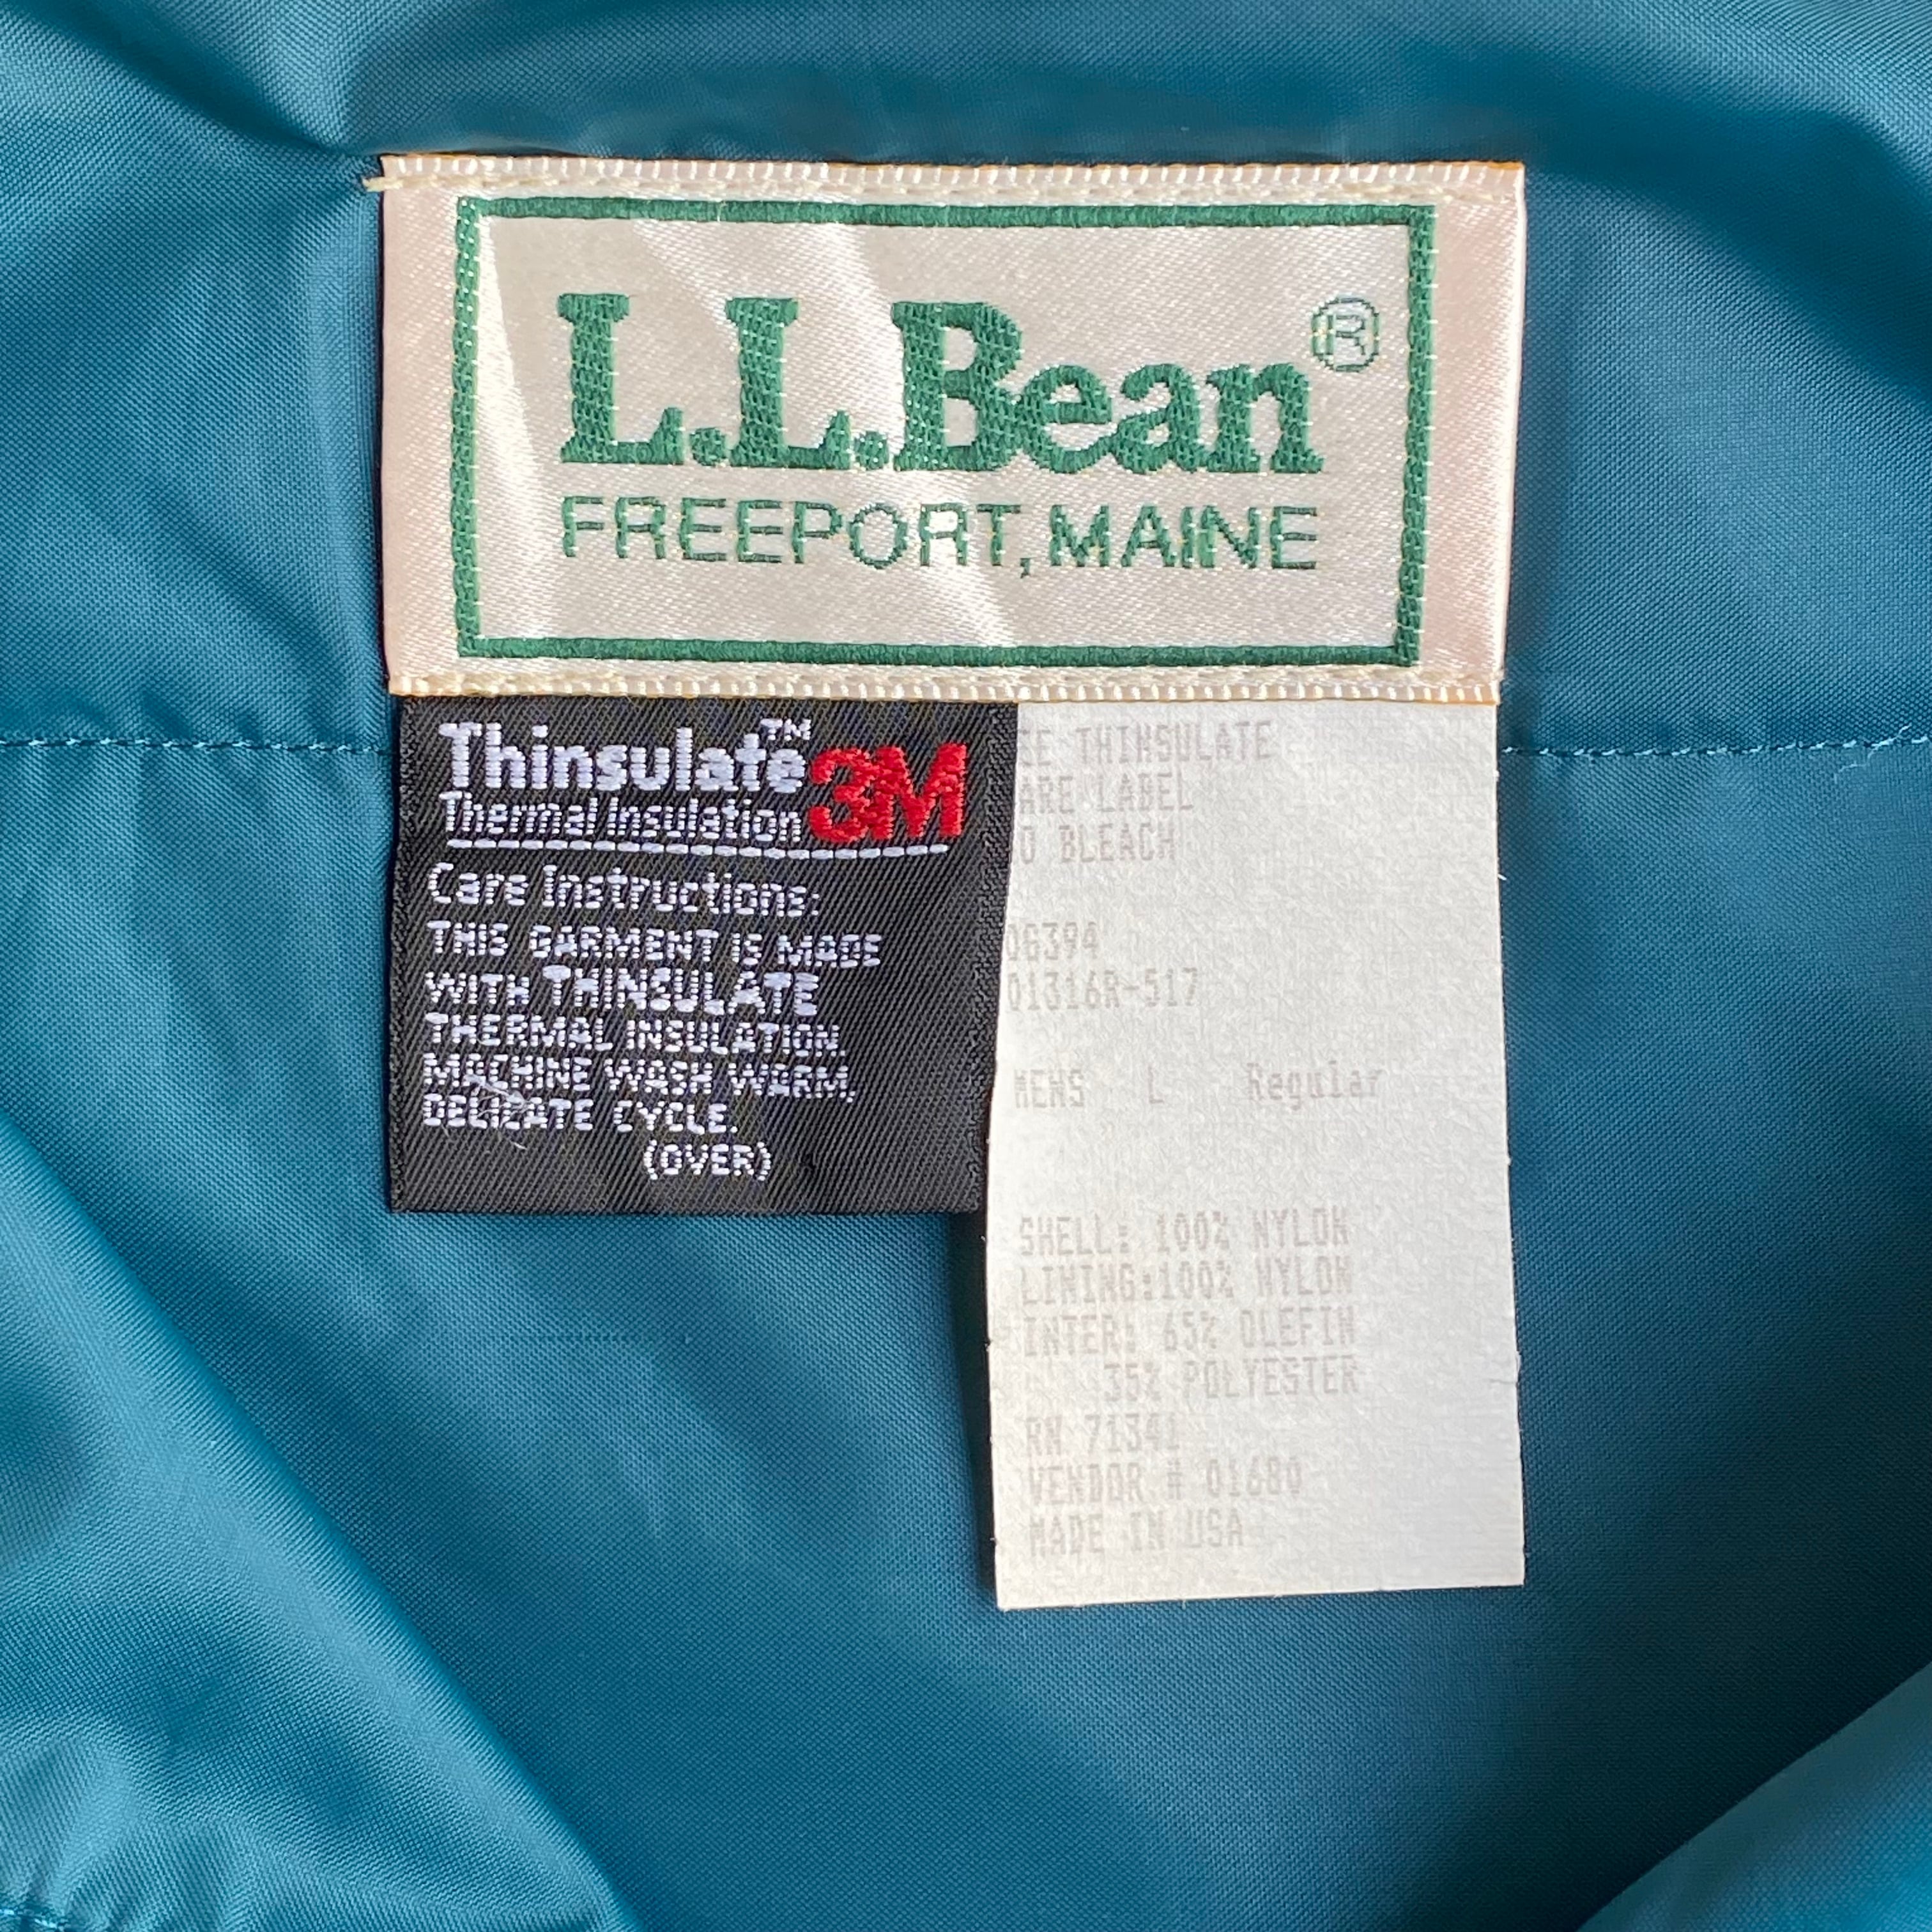 L.L.Bean®
FREEPORT, MAINE
Thinsulate™ 3M
Thermal Insulation
Care Instructions:
THIS GARMENT IS MADE
WITH THINSULATE
THERMAL INSULATION.
MACHINE WASH WARM,
DELICATE CYCLE.
(OVER)
THINSULATE
LABEL
BLEACH
0G394
01316R-517
MENS L Regular
SHELL: 100% NYLON
LINING:100% NYLON
INTER: 65% OLEFIN
35% POLYESTER
RN 71341
VENDOR # 01680
MADE IN USA